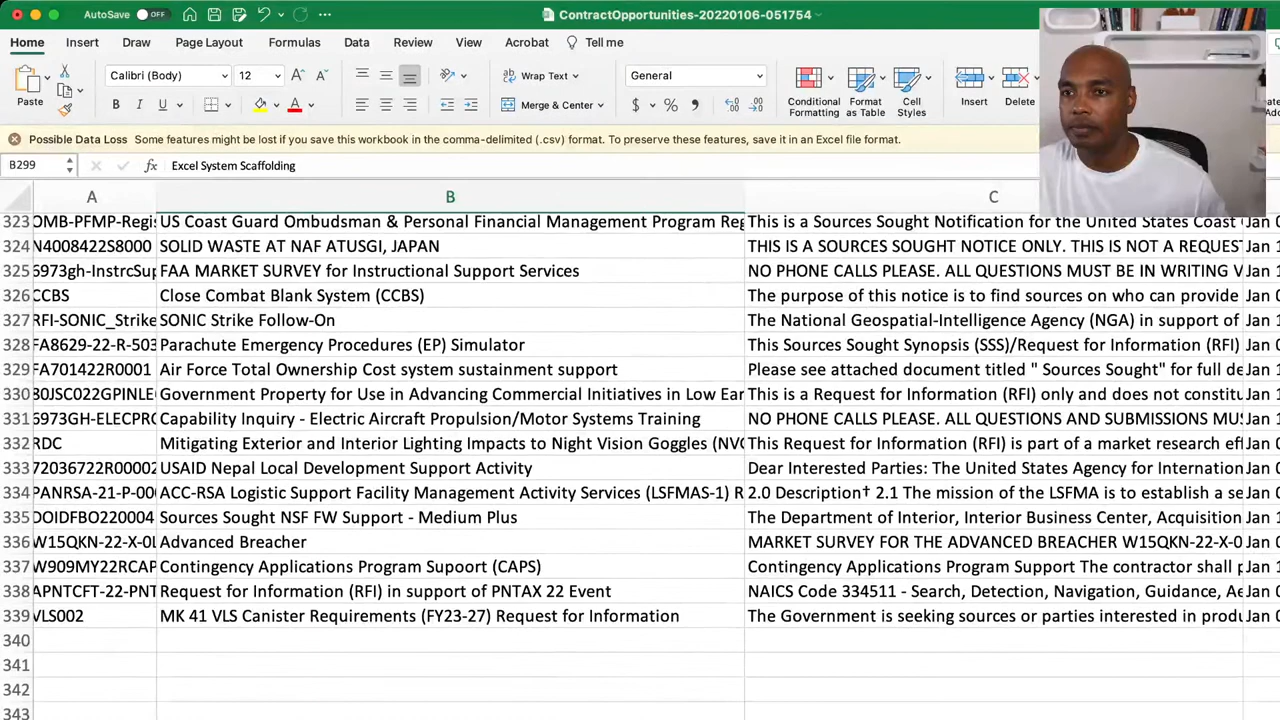 AutoSave OFF
ContractOpportunities-20220106-051754
Home Insert Draw Page Layout Formulas Data Review View Acrobat Tell me
Paste
Calibri (Body) 12
Wrap Text
General
Merge & Center
Conditional Formatting
Format as Table
Cell Styles
Insert
Delete
Possible Data Loss Some features might be lost if you save this workbook in the comma-delimited (.csv) format. To preserve these features, save it in an Excel file format.
B299 fx Excel System Scaffolding
A B C
323 OMB-PFMP-Regis US Coast Guard Ombudsman & Personal Financial Management Program Reg This is a Sources Sought Notification for the United States Coast Jan
324 N4008422S8000 SOLID WASTE AT NAF ATUSGI, JAPAN THIS IS A SOURCES SOUGHT NOTICE ONLY. THIS IS NOT A REQUEST Jan 1
325 6973gh-InstrcSup FAA MARKET SURVEY for Instructional Support Services NO PHONE CALLS PLEASE. ALL QUESTIONS MUST BE IN WRITING V Jan
326 CCBS Close Combat Blank System (CCBS) The purpose of this notice is to find sources on who can provide Jan
327 RFI-SONIC_Strike SONIC Strike Follow-On The National Geospatial-Intelligence Agency (NGA) in support of Jan
328 FA8629-22-R-503 Parachute Emergency Procedures (EP) Simulator This Sources Sought Synopsis (SSS)/Request for Information (RFI) Jan
329 FA701422R0001 Air Force Total Ownership Cost system sustainment support Please see attached document titled " Sources Sought" for full de Jan 1
330 80JSC022GPINLE Government Property for Use in Advancing Commercial Initiatives in Low Ear This is a Request for Information (RFI) only and does not constitu Jan
331 6973GH-ELECPRO Capability Inquiry - Electric Aircraft Propulsion/Motor Systems Training NO PHONE CALLS PLEASE. ALL QUESTIONS AND SUBMISSIONS MUS Jan
332 RDC Mitigating Exterior and Interior Lighting Impacts to Night Vision Goggles (NVG This Request for Information (RFI) is part of a market research eff Jan
333 72036722R00002 USAID Nepal Local Development Support Activity Dear Interested Parties: The United States Agency for Internation Jan 1
334 PANRSA-21-P-00 ACC-RSA Logistic Support Facility Management Activity Services (LSFMAS-1) R 2.0 Description† 2.1 The mission of the LSFMA is to establish a se Jan
335 DOIDFBO220004 Sources Sought NSF FW Support - Medium Plus The Department of Interior, Interior Business Center, Acquisition Jan 1
336 W15QKN-22-X-0L Advanced Breacher MARKET SURVEY FOR THE ADVANCED BREACHER W15QKN-22-X-0 Jan 0
337 W909MY22RCAP Contingency Applications Program Supoort (CAPS) Contingency Applications Program Support The contractor shall p Jan
338 APNTCFT-22-PNT Request for Information (RFI) in support of PNTAX 22 Event NAICS Code 334511 - Search, Detection, Navigation, Guidance, Ae Jan
339 VLS002 MK 41 VLS Canister Requirements (FY23-27) Request for Information The Government is seeking sources or parties interested in produ Jan 0
340
341
342
343